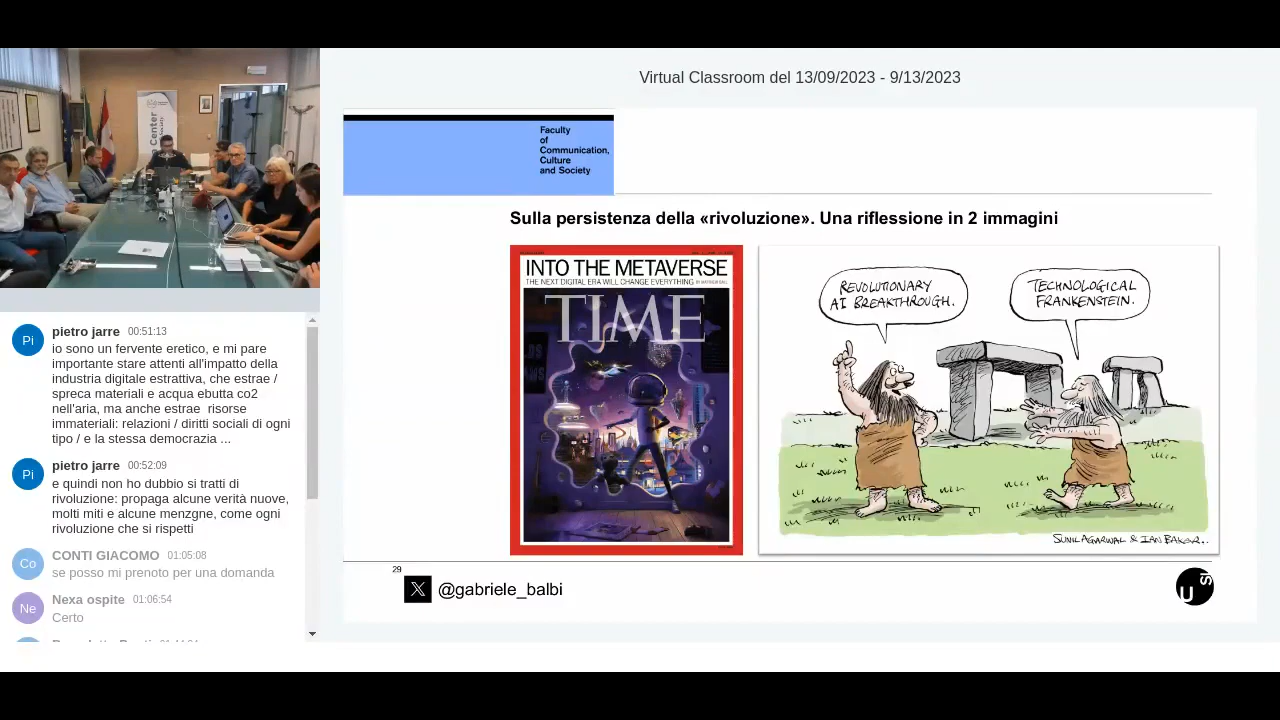 Virtual Classroom del 13/09/2023 - 9/13/2023
Center
Faculty
of
Communication,
Culture
and Society
Sulla persistenza della «rivoluzione». Una riflessione in 2 immagini
INTO THE METAVERSE
THE NEXT DIGITAL ERA WILL CHANGE EVERYTHING
TIME
REVOLUTIONARY
AI BREAKTHROUGH.
TECHNOLOGICAL
FRANKENSTEIN.
SUNIL AGARWAL & IAN BAKER..
29
@gabriele_balbi
USI
Pi
pietro jarre 00:51:13
io sono un fervente eretico, e mi pare
importante stare attenti all'impatto della
industria digitale estrattiva, che estrae /
spreca materiali e acqua ebutta co2
nell'aria, ma anche estrae risorse
immateriali: relazioni / diritti sociali di ogni
tipo / e la stessa democrazia ...
Pi
pietro jarre 00:52:09
e quindi non ho dubbio si tratti di
rivoluzione: propaga alcune verità nuove,
molti miti e alcune menzgne, come ogni
rivoluzione che si rispetti
Co
CONTI GIACOMO 01:05:08
se posso mi prenoto per una domanda
Ne
Nexa ospite 01:06:54
Certo